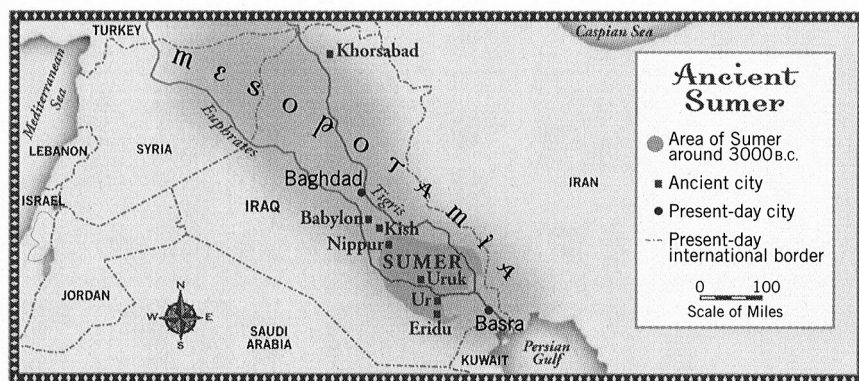 TURKEY
Caspian Sea
Khorsabad
MESOPOTAMIA
Mediterranean
Sea
Euphrates
LEBANON
SYRIA
Baghdad
Tigris
IRAN
ISRAEL
IRAQ
Babylon
Kish
Nippur
SUMER
Uruk
JORDAN
Ur
Eridu
Basra
N
W E
S
SAUDI
ARABIA
KUWAIT
Persian
Gulf
Ancient
Sumer
Area of Sumer
around 3000 B.C.
Ancient city
Present-day city
Present-day
international border
0 100
Scale of Miles